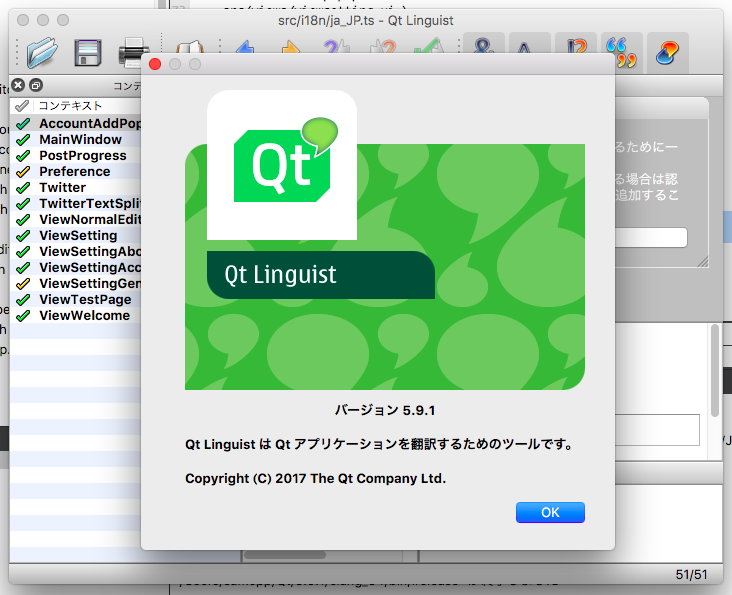 src/i18n/ja_JP.ts - Qt Linguist
コンテ
コンテキスト
AccountAddPop
MainWindow
PostProgress
Preference
Twitter
TwitterTextSplit
ViewNormalEdit
ViewSetting
ViewSettingAbo
ViewSettingAcc
ViewSettingGen
ViewTestPage
ViewWelcome
るために一
る場合は認
追加するこ
Qt
Qt Linguist
バージョン 5.9.1
Qt Linguist は Qt アプリケーションを翻訳するためのツールです。
Copyright (C) 2017 The Qt Company Ltd.
OK
51/51